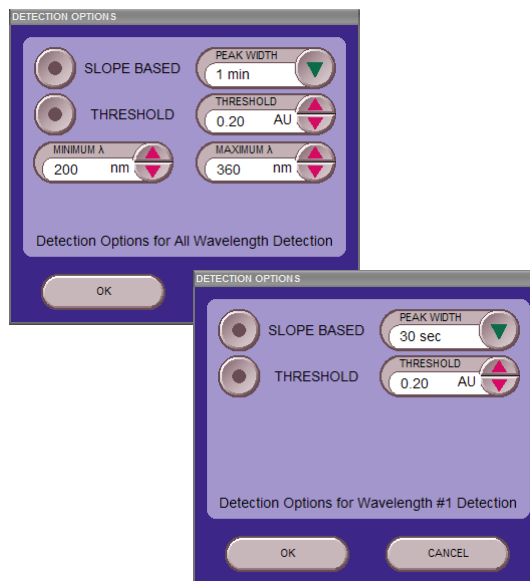 DETECTION OPTIONS
SLOPE BASED
PEAK WIDTH
1 min
THRESHOLD
THRESHOLD
0.20 AU
MINIMUM λ
200 nm
MAXIMUM λ
360 nm
Detection Options for All Wavelength Detection
OK
DETECTION OPTIONS
SLOPE BASED
PEAK WIDTH
30 sec
THRESHOLD
THRESHOLD
0.20 AU
Detection Options for Wavelength #1 Detection
OK CANCEL